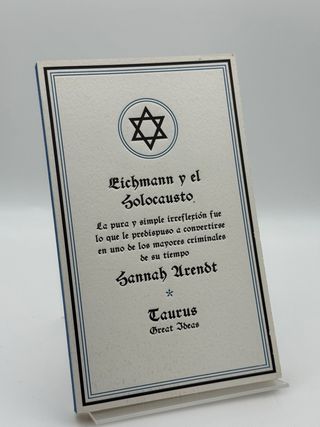 Eichmann y el
Holocausto
La pura y simple irreflexión fue
lo que le predispuso a convertirse
en uno de los mayores criminales
de su tiempo
Hannah Arendt
*
Taurus
Great Ideas